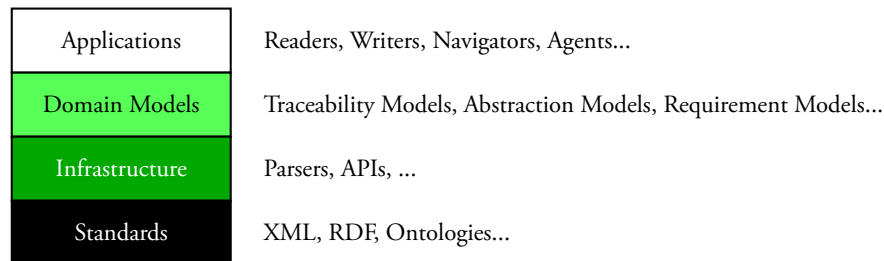 Applications Readers, Writers, Navigators, Agents...
Domain Models Traceability Models, Abstraction Models, Requirement Models...
Infrastructure Parsers, APIs, ...
Standards XML, RDF, Ontologies...